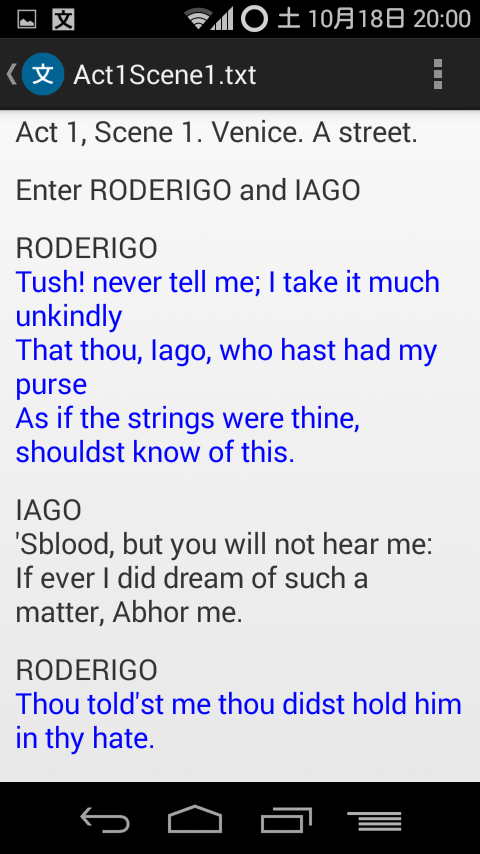 文 土 10月18日 20:00
文 Act1Scene1.txt
Act 1, Scene 1. Venice. A street.
Enter RODERIGO and IAGO
RODERIGO
Tush! never tell me; I take it much
unkindly
That thou, Iago, who hast had my
purse
As if the strings were thine,
shouldst know of this.
IAGO
'Sblood, but you will not hear me:
If ever I did dream of such a
matter, Abhor me.
RODERIGO
Thou told'st me thou didst hold him
in thy hate.